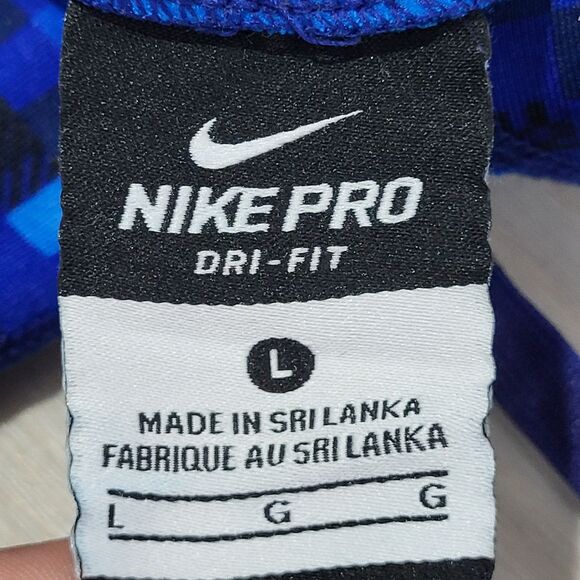 NIKE PRO
DRI-FIT
L
MADE IN SRI LANKA
FABRIQUE AU SRI LANKA
L G G